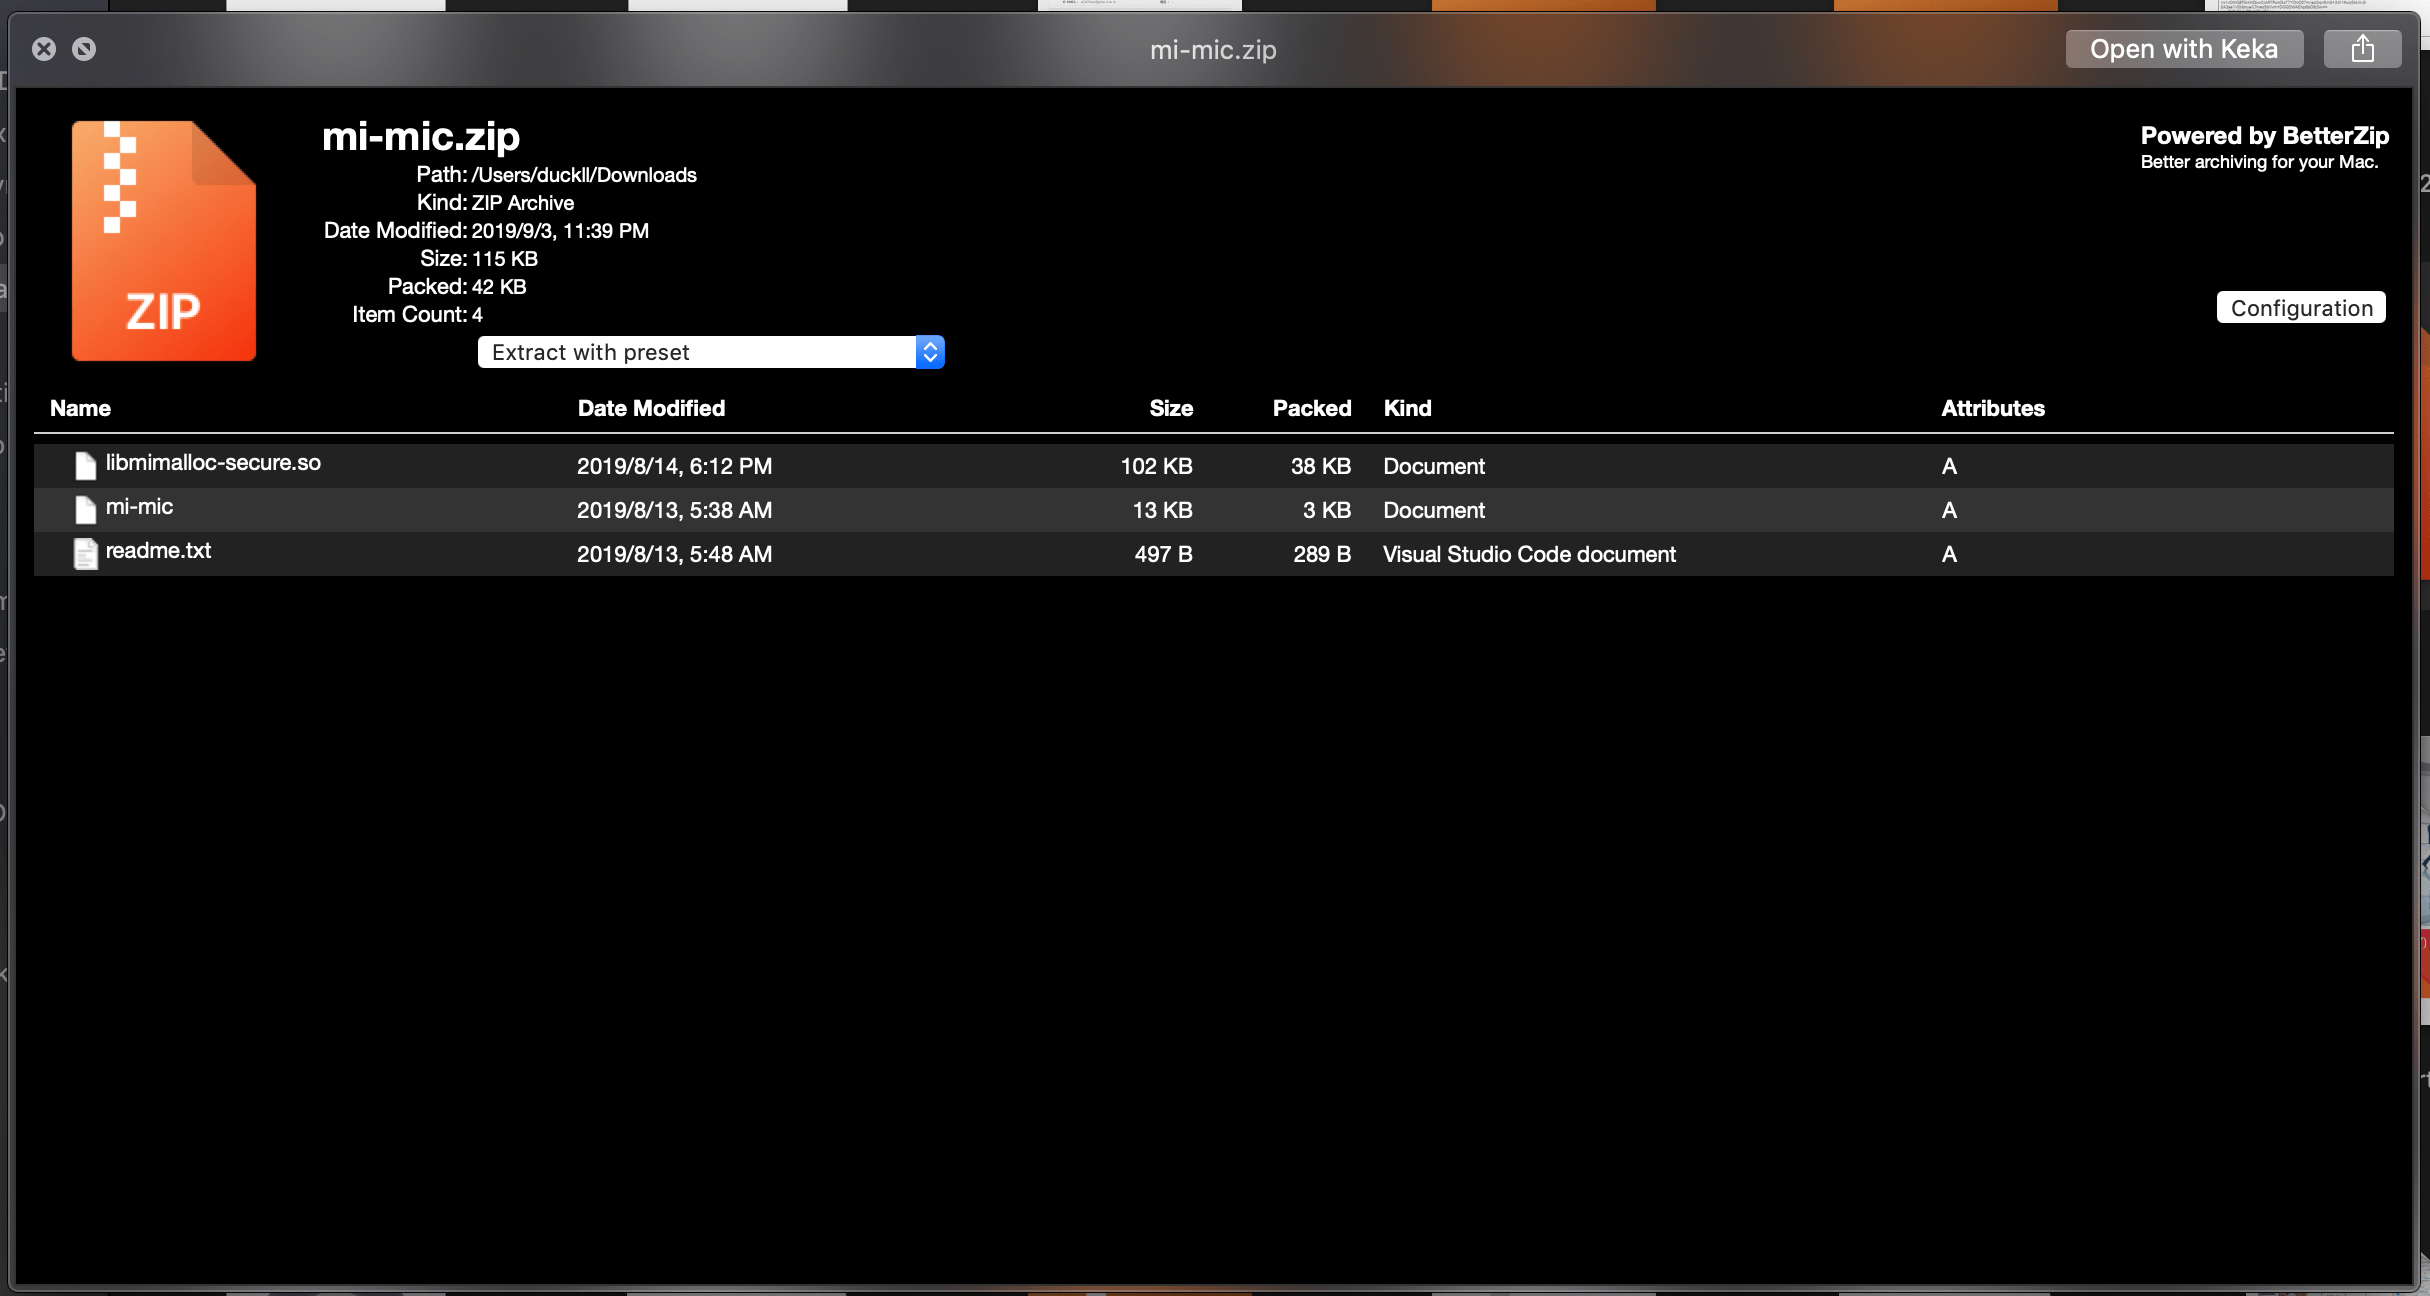 mi-mic.zip
Open with Keka
mi-mic.zip
Path: /Users/duckll/Downloads
Kind: ZIP Archive
Date Modified: 2019/9/3, 11:39 PM
Size: 115 KB
Packed: 42 KB
Item Count: 4
Extract with preset
Powered by BetterZip
Better archiving for your Mac.
Configuration
ZIP
Name Date Modified Size Packed Kind Attributes
libmimalloc-secure.so 2019/8/14, 6:12 PM 102 KB 38 KB Document A
mi-mic 2019/8/13, 5:38 AM 13 KB 3 KB Document A
readme.txt 2019/8/13, 5:48 AM 497 B 289 B Visual Studio Code document A